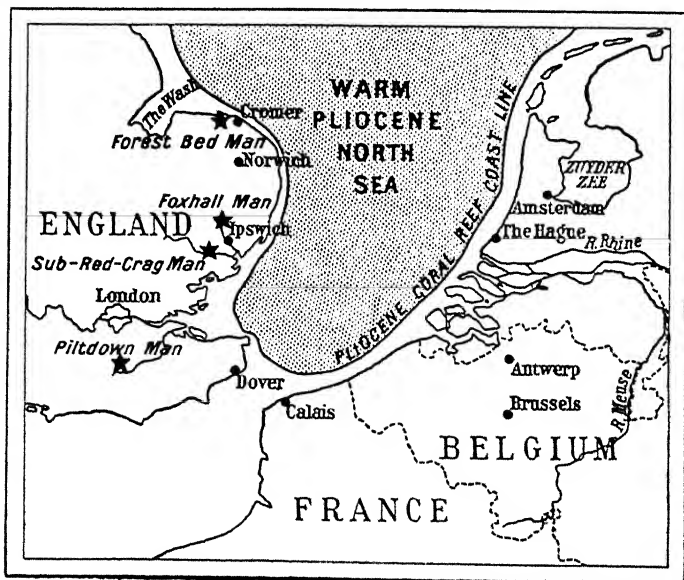 WARM
PLIOCENE
NORTH
SEA
PLIOCENE CORAL REEF COAST LINE
The Wash
Cromer
Forest Bed Man
Norwich
Foxhall Man
ENGLAND
Ipswich
Sub-Red-Crag Man
London
Piltdown Man
Dover
Calais
ZUYDER
ZEE
Amsterdam
The Hague
R. Rhine
Antwerp
Brussels
R. Meuse
BELGIUM
FRANCE